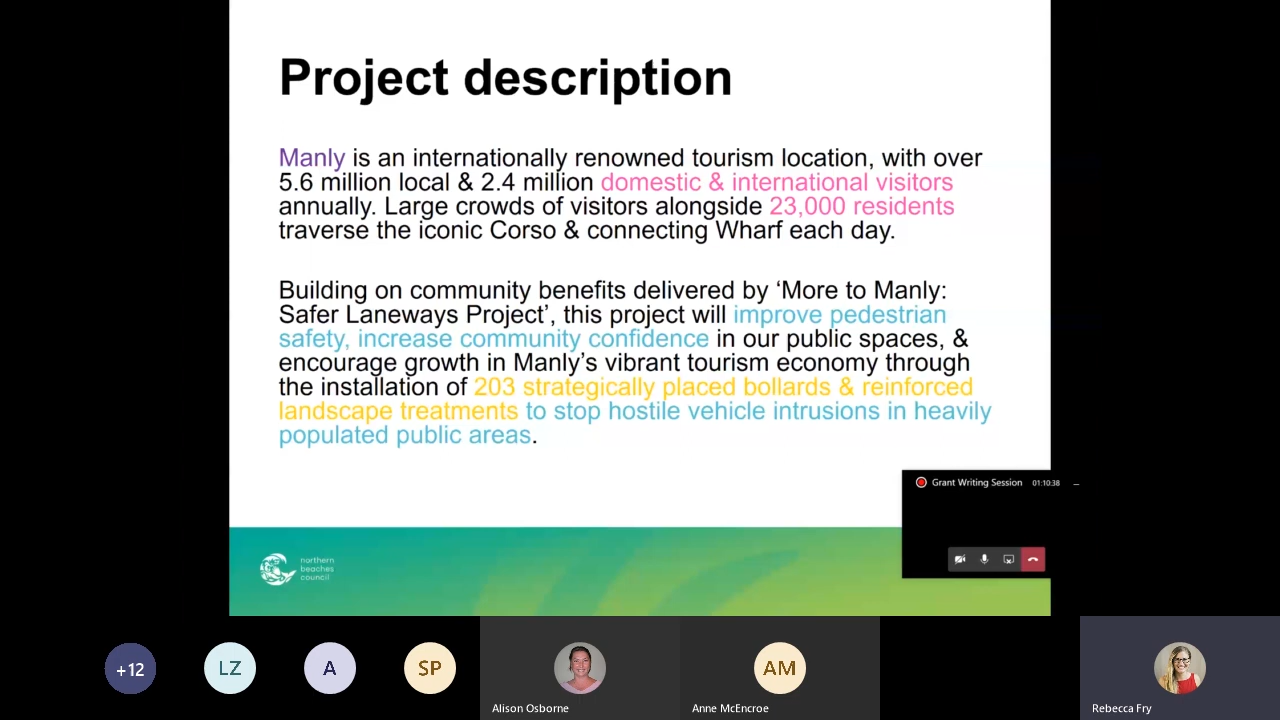 Project description
Manly is an internationally renowned tourism location, with over
5.6 million local & 2.4 million domestic & international visitors
annually. Large crowds of visitors alongside 23,000 residents
traverse the iconic Corso & connecting Wharf each day.
Building on community benefits delivered by ‘More to Manly:
Safer Laneways Project’, this project will improve pedestrian
safety, increase community confidence in our public spaces, &
encourage growth in Manly’s vibrant tourism economy through
the installation of 203 strategically placed bollards & reinforced
landscape treatments to stop hostile vehicle intrusions in heavily
populated public areas.
Grant Writing Session 01:10:38
northern
beaches
council
+12
LZ
A
SP
AM
Alison Osborne
Anne McEncroe
Rebecca Fry